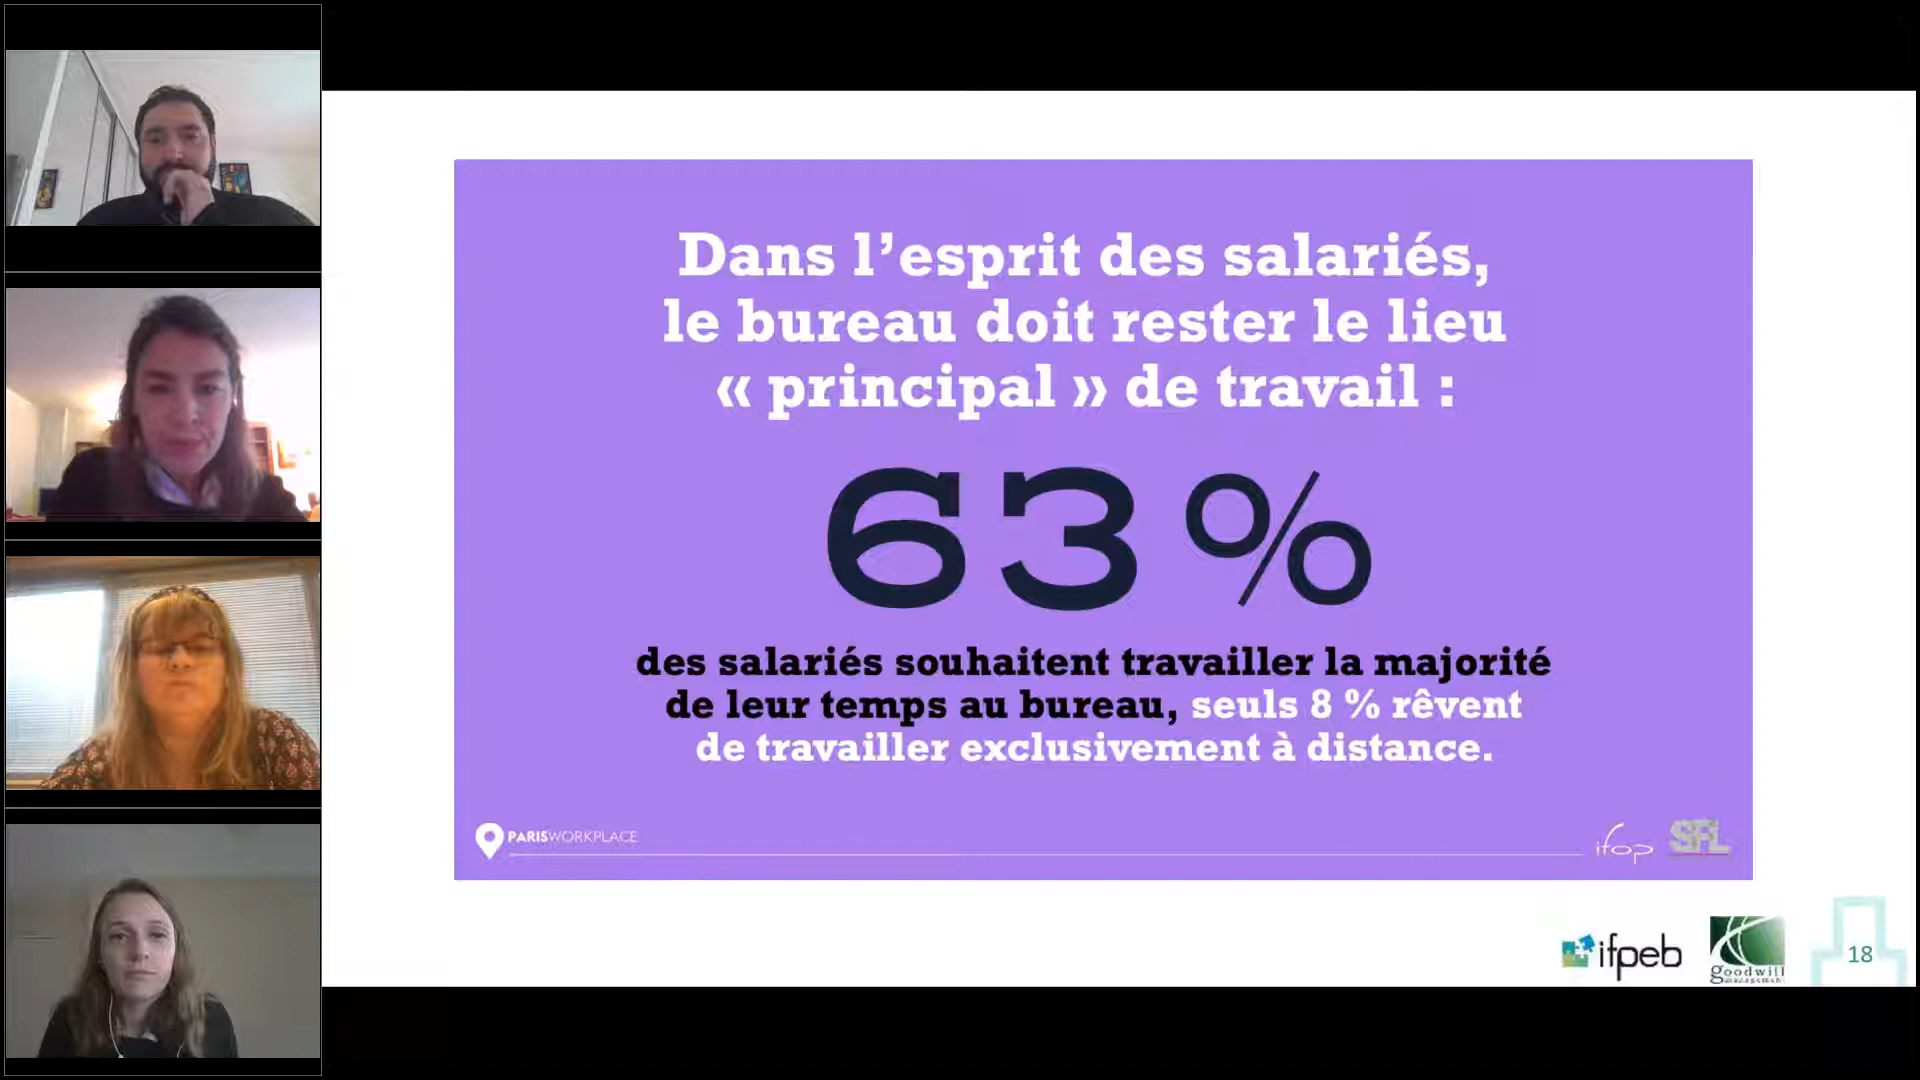 Dans l’esprit des salariés,
le bureau doit rester le lieu
« principal » de travail :
63 %
des salariés souhaitent travailler la majorité
de leur temps au bureau, seuls 8 % rêvent
de travailler exclusivement à distance.
PARISWORKPLACE
ifop
SFL
ifpeb
goodwill
management
18